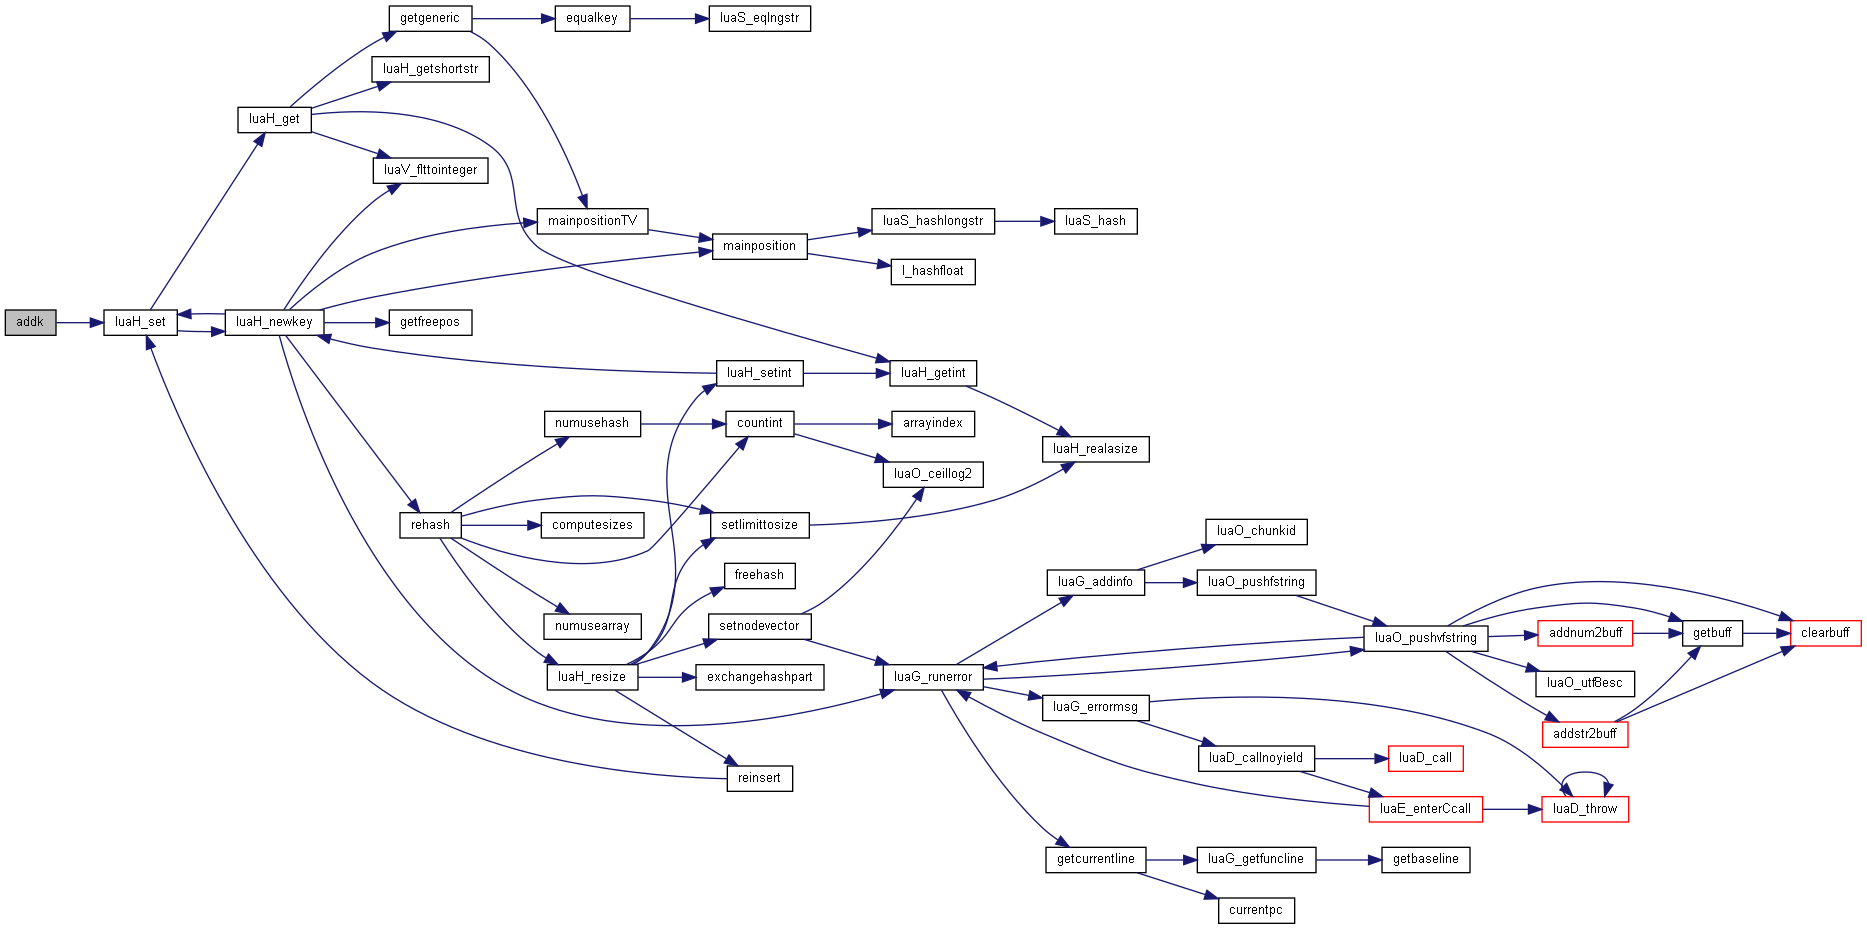 getgeneric
equalkey
luaS_eqlngstr
luaH_getshortstr
luaH_get
luaV_flttointeger
mainpositionTV
luaS_hashlongstr
luaS_hash
mainposition
l_hashfloat
addk
luaH_set
luaH_newkey
getfreepos
luaH_setint
luaH_getint
numusehash
countint
arrayindex
luaH_realasize
luaO_ceillog2
rehash
computesizes
setlimittosize
luaO_chunkid
freehash
luaG_addinfo
luaO_pushfstring
numusearray
setnodevector
luaO_pushvfstring
addnum2buff
getbuff
clearbuff
luaH_resize
exchangehashpart
luaG_runerror
luaO_utf8esc
luaG_errormsg
addstr2buff
luaD_callnoyield
luaD_call
reinsert
luaE_enterCcall
luaD_throw
getcurrentline
luaG_getfuncline
getbaseline
currentpc